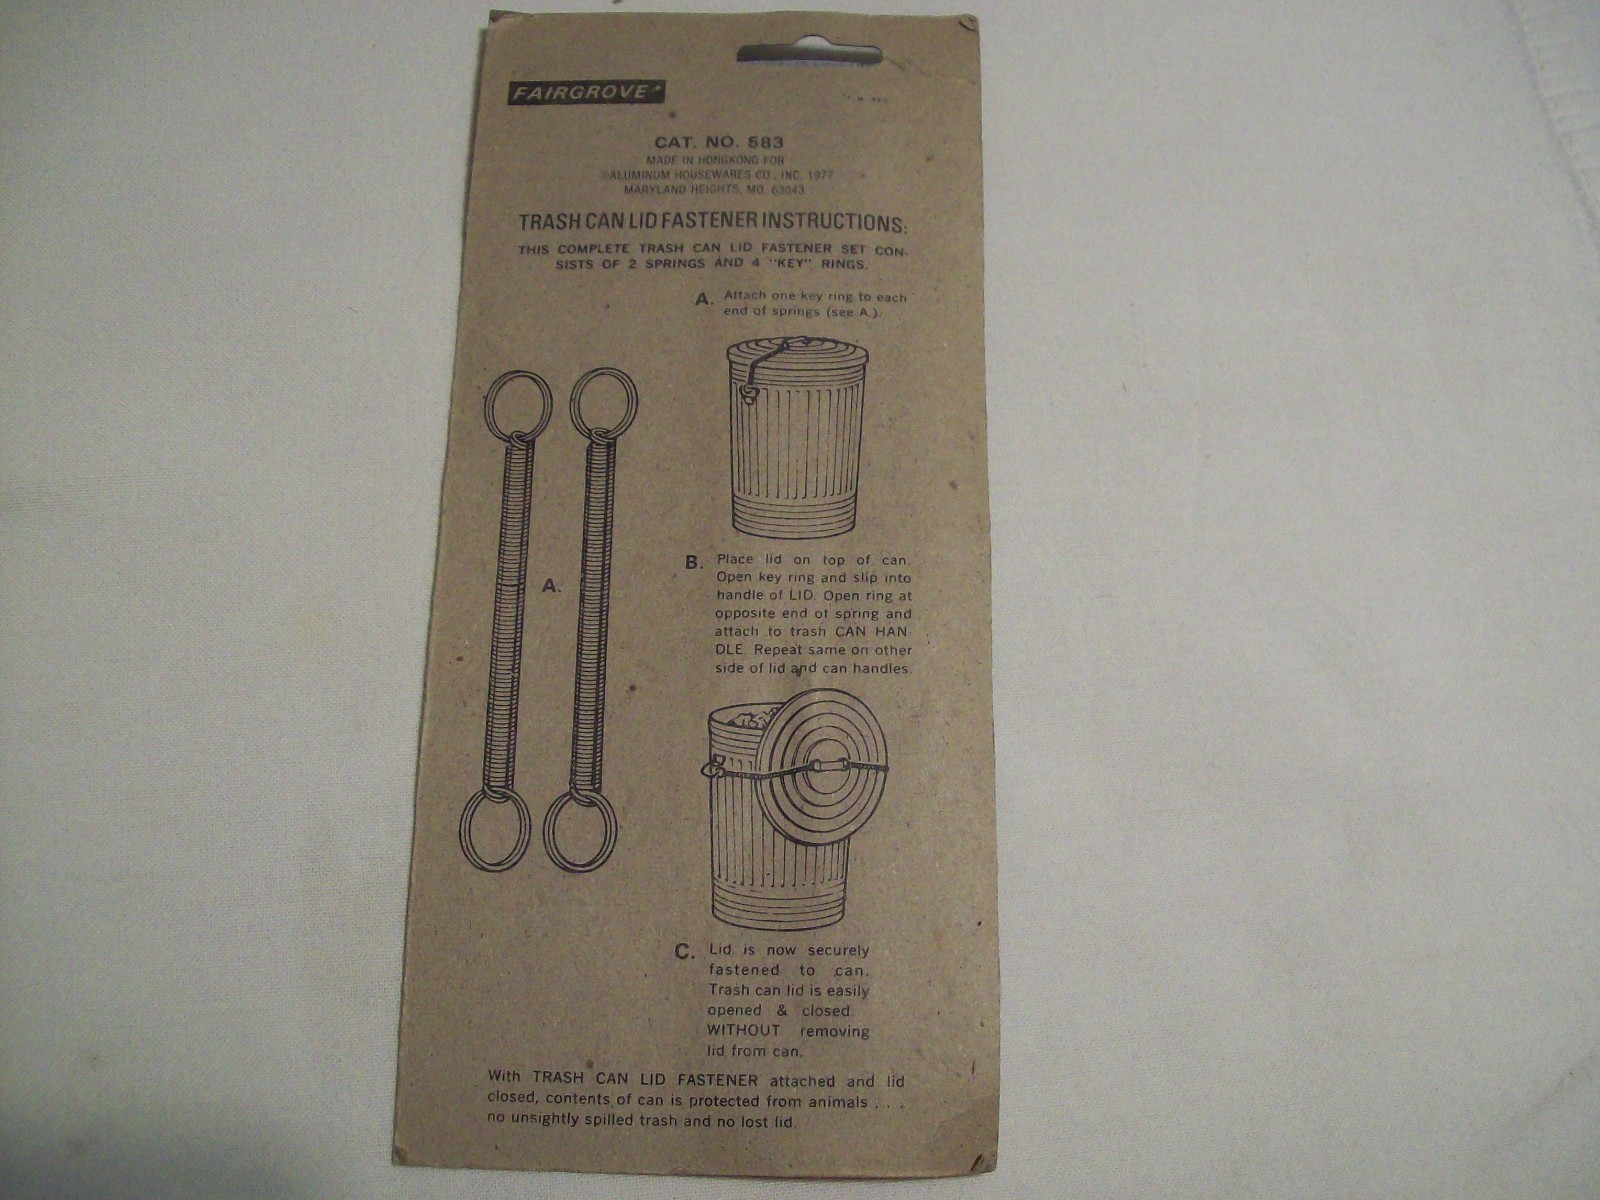 FAIRGROVE
CAT. NO. 583
MADE IN HONGKONG FOR
©ALUMINUM HOUSEWARES CO., INC. 1977
MARYLAND HEIGHTS, MO. 63043
TRASH CAN LID FASTENER INSTRUCTIONS:
THIS COMPLETE TRASH CAN LID FASTENER SET CON-
SISTS OF 2 SPRINGS AND 4 "KEY" RINGS.
A. Attach one key ring to each
end of springs (see A.).
A.
B. Place lid on top of can.
Open key ring and slip into
handle of LID. Open ring at
opposite end of spring and
attach to trash CAN HAN-
DLE. Repeat same on other
side of lid and can handles.
C. Lid is now securely
fastened to can.
Trash can lid is easily
opened & closed
WITHOUT removing
lid from can.
With TRASH CAN LID FASTENER attached and lid
closed, contents of can is protected from animals . . .
no unsightly spilled trash and no lost lid.